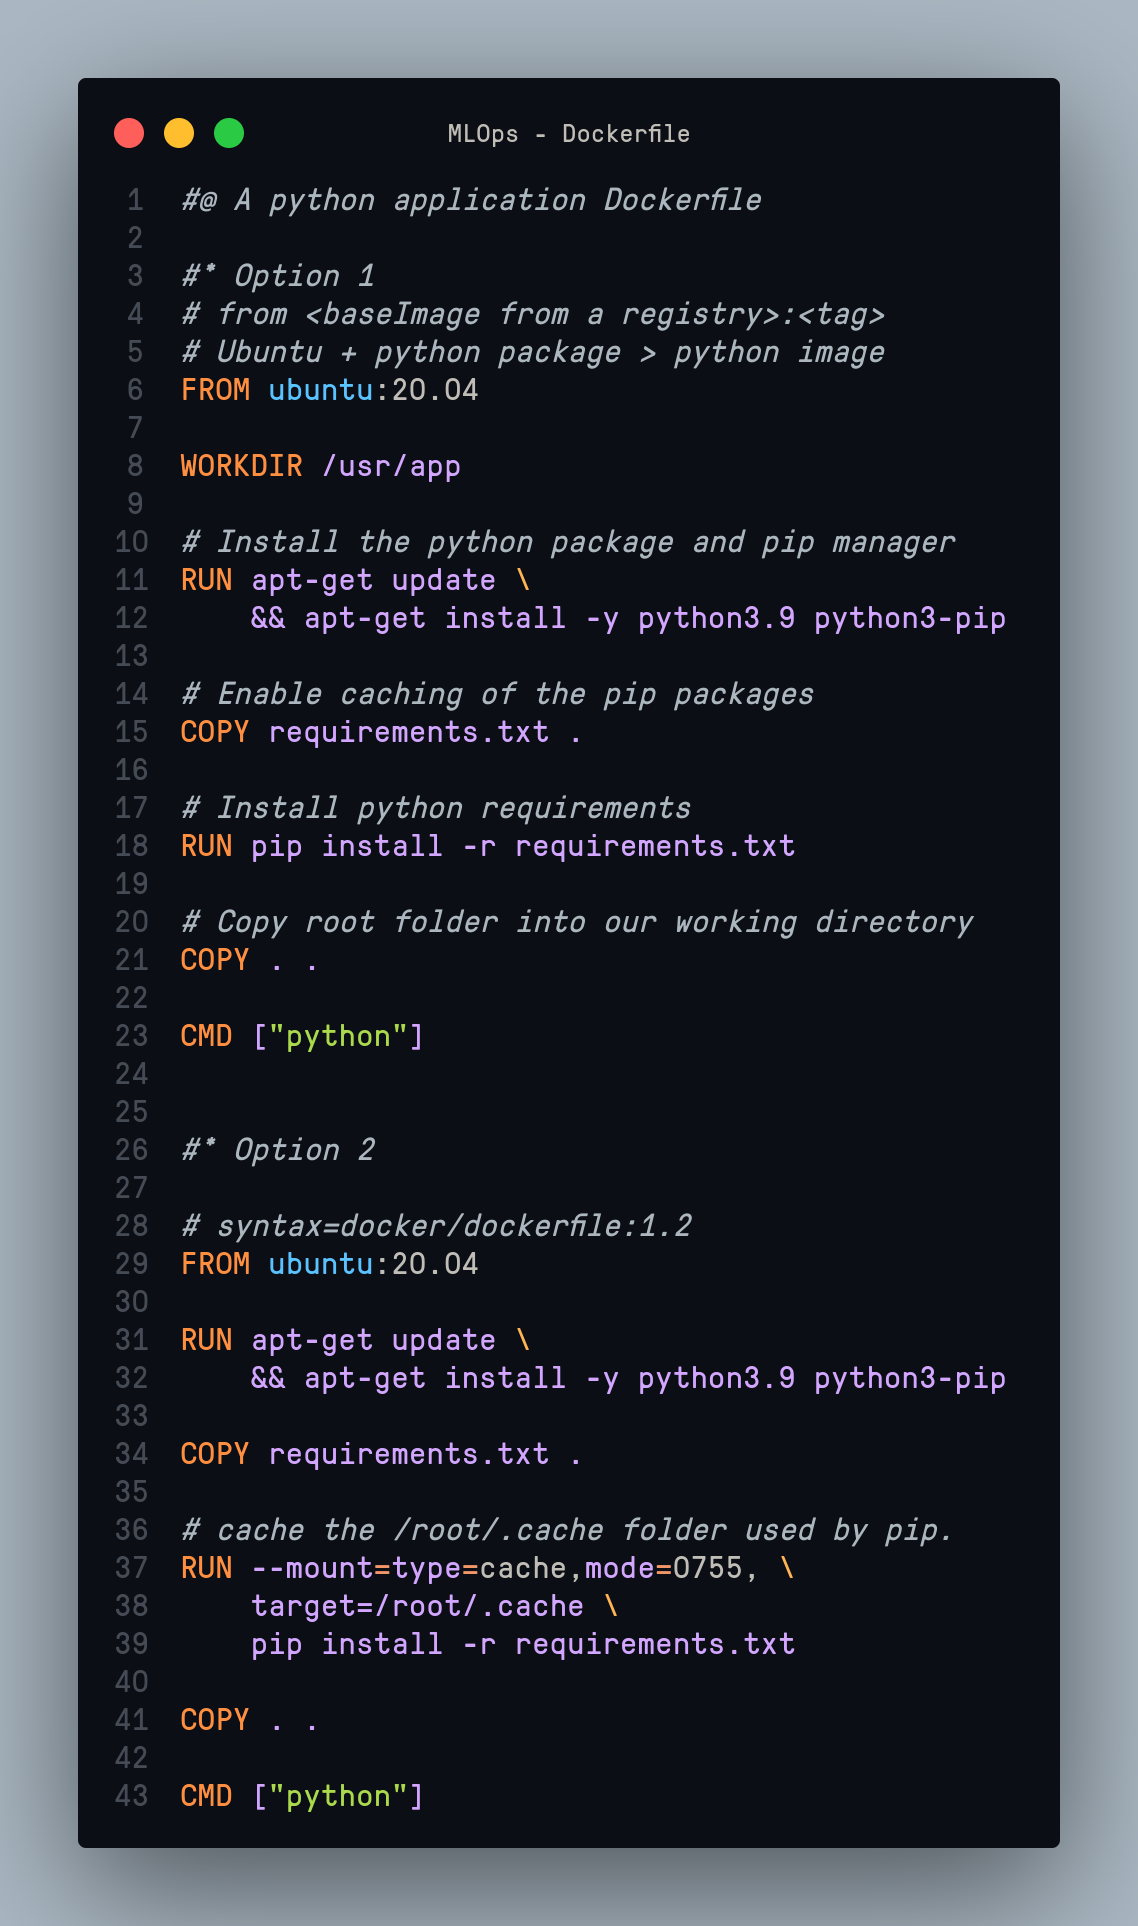 MLOps - Dockerfile
1 #@ A python application Dockerfile
2
3 #* Option 1
4 # from <baseImage from a registry>:<tag>
5 # Ubuntu + python package > python image
6 FROM ubuntu:20.04
7
8 WORKDIR /usr/app
9
10 # Install the python package and pip manager
11 RUN apt-get update \
12     && apt-get install -y python3.9 python3-pip
13
14 # Enable caching of the pip packages
15 COPY requirements.txt .
16
17 # Install python requirements
18 RUN pip install -r requirements.txt
19
20 # Copy root folder into our working directory
21 COPY . .
22
23 CMD ["python"]
24
25
26 #* Option 2
27
28 # syntax=docker/dockerfile:1.2
29 FROM ubuntu:20.04
30
31 RUN apt-get update \
32     && apt-get install -y python3.9 python3-pip
33
34 COPY requirements.txt .
35
36 # cache the /root/.cache folder used by pip.
37 RUN --mount=type=cache,mode=0755, \
38     target=/root/.cache \
39     pip install -r requirements.txt
40
41 COPY . .
42
43 CMD ["python"]